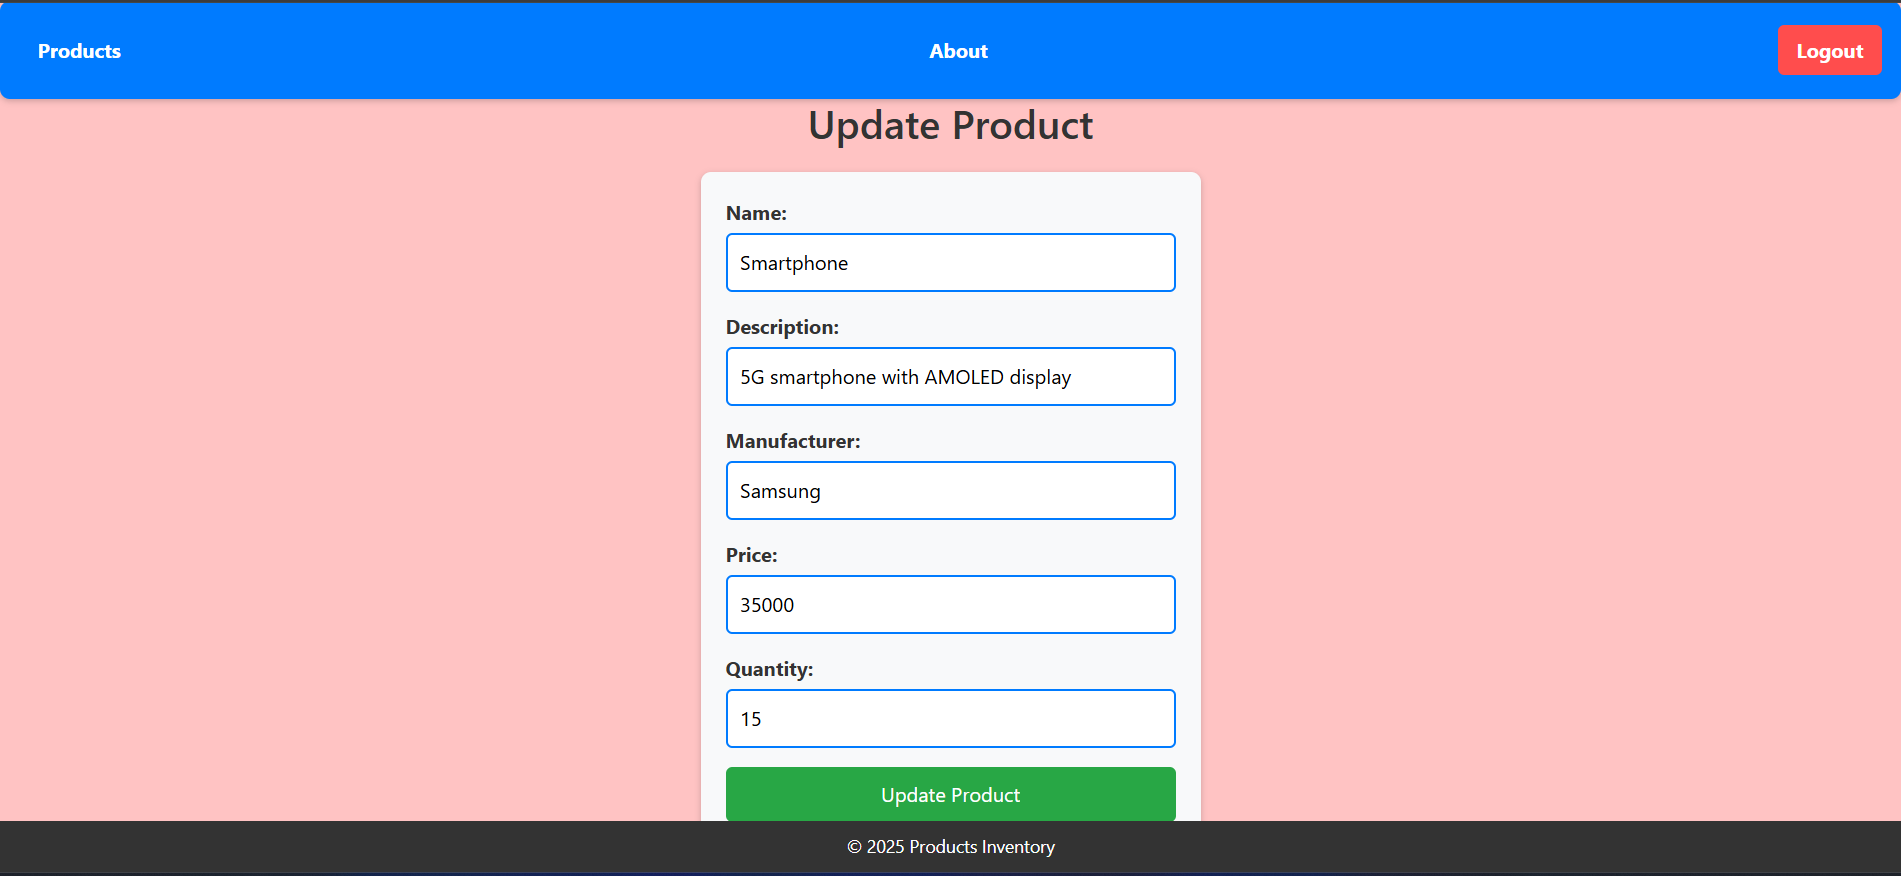 Products
About
Logout
Update Product
Name:
Smartphone
Description:
5G smartphone with AMOLED display
Manufacturer:
Samsung
Price:
35000
Quantity:
15
Update Product
© 2025 Products Inventory